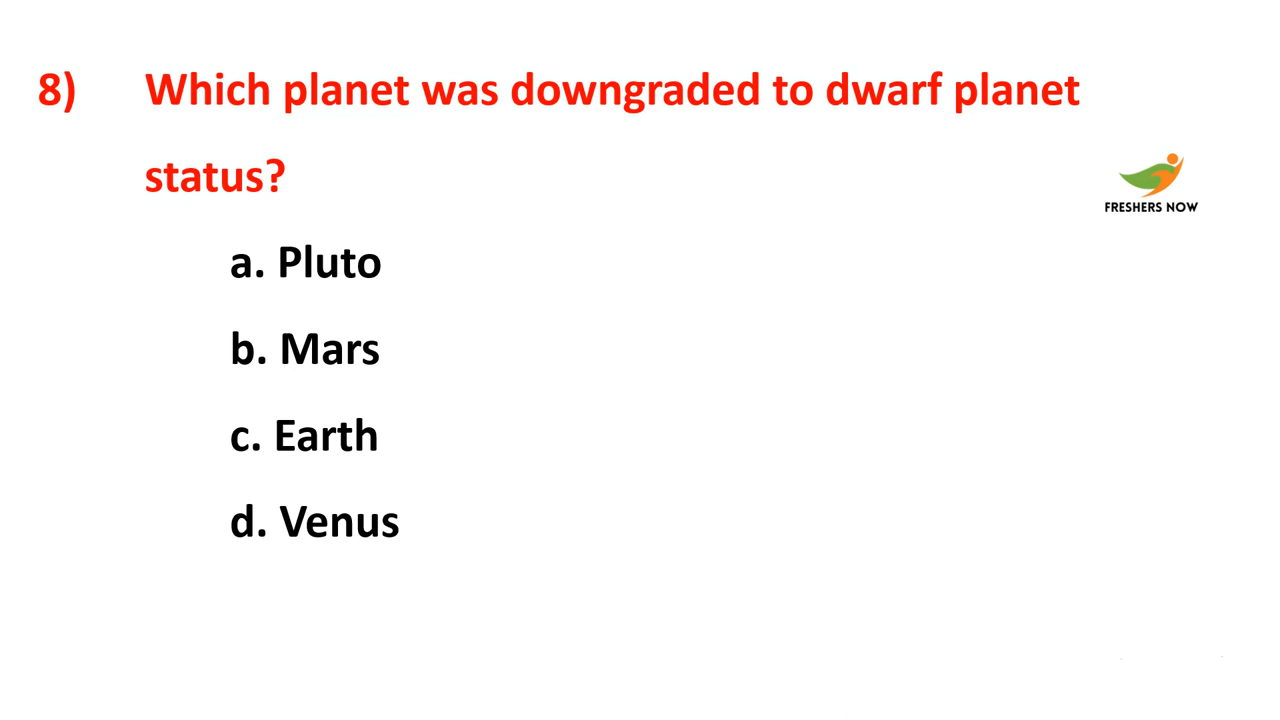 8) Which planet was downgraded to dwarf planet
status?
FRESHERS NOW
a. Pluto
b. Mars
c. Earth
d. Venus